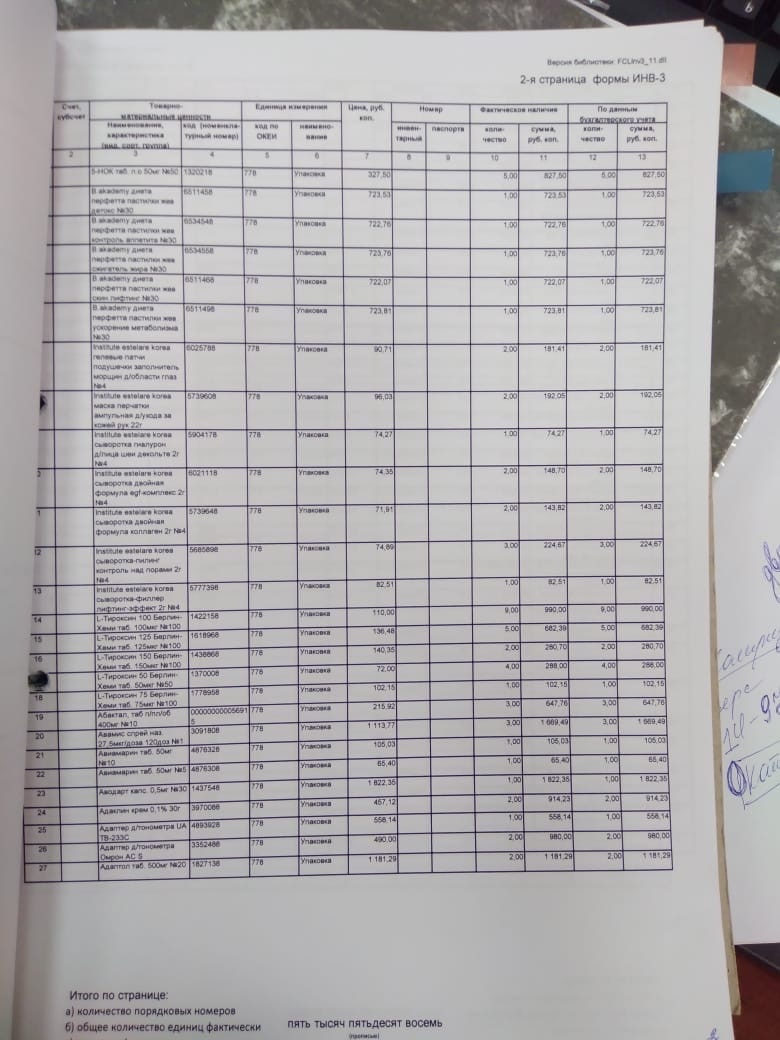 Версия библиотеки: FCLInv3_11.dll
2-я страница формы ИНВ-3
Счет, субсчет Товарно-материальные ценности Единица измерения Цена, руб. коп. Номер Фактическое наличие По данным бухгалтерского учета
Наименование, характеристика (вид, сорт, группа) код (номенклатурный номер) код по ОКЕИ наименование инвентарный паспорта количество сумма, руб. коп. количество сумма, руб. коп.
2 3 4 5 6 7 8 9 10 11 12 13
5-НОК таб. п.о 50мг №50 1320218 778 Упаковка 327,50 5,00 827,50 5,00 827,50
B.akademy диета перфетта пастилки жев детокс №30 6511458 778 Упаковка 723,53 1,00 723,53 1,00 723,53
B.akademy диета перфетта пастилки жев контроль аппетита №30 6534548 778 Упаковка 722,76 1,00 722,76 1,00 722,76
B.akademy диета перфетта пастилки жев сжигатель жира №30 6534558 778 Упаковка 723,76 1,00 723,76 1,00 723,76
B.akademy диета перфетта пастилки жев скин лифтинг №30 6511468 778 Упаковка 722,07 1,00 722,07 1,00 722,07
B.akademy диета перфетта пастилки жев ускорение метаболизма №30 6511498 778 Упаковка 723,81 1,00 723,81 1,00 723,81
Institute estelare korea гелевые патчи подушечки заполнитель морщин д/области глаз №4 6025788 778 Упаковка 90,71 2,00 181,41 2,00 181,41
Institute estelare korea маска перчатки ампульная д/ухода за кожей рук 22г 5739608 778 Упаковка 96,03 2,00 192,05 2,00 192,05
Institute estelare korea сыворотка гиалурон д/лица шеи декольте 2г №4 5904178 778 Упаковка 74,27 1,00 74,27 1,00 74,27
Institute estelare korea сыворотка двойная формула egf-комплекс 2г №4 6021118 778 Упаковка 74,35 2,00 148,70 2,00 148,70
1 Institute estelare korea сыворотка двойная формула коллаген 2г №4 5739648 778 Упаковка 71,91 2,00 143,82 2,00 143,82
12 Institute estelare korea сыворотка-пилинг контроль над порами 2г №4 5685898 778 Упаковка 74,89 3,00 224,67 3,00 224,67
13 Institute estelare korea сыворотка-филлер лифтинг-эффект 2г №4 5777398 778 Упаковка 82,51 1,00 82,51 1,00 82,51
14 L-Тироксин 100 Берлин-Хеми таб. 100мкг №100 1422158 778 Упаковка 110,00 9,00 990,00 9,00 990,00
15 L-Тироксин 125 Берлин-Хеми таб. 125мкг №100 1618968 778 Упаковка 136,48 5,00 682,39 5,00 682,39
16 L-Тироксин 150 Берлин-Хеми таб. 150мкг №100 1438868 778 Упаковка 140,35 2,00 280,70 2,00 280,70
L-Тироксин 50 Берлин-Хеми таб. 50мкг №50 1370008 778 Упаковка 72,00 4,00 288,00 4,00 288,00
18 L-Тироксин 75 Берлин-Хеми таб. 75мкг №100 1778958 778 Упаковка 102,15 1,00 102,15 1,00 102,15
19 Абактал, таб п/пл/об 400мг №10 000000000056915 778 Упаковка 215,92 3,00 647,76 3,00 647,76
20 Авамис спрей наз. 27,5мкг/доза 120доз №1 3091808 778 Упаковка 1 113,77 3,00 1 669,49 3,00 1 669,49
21 Авиамарин таб. 50мг №10 4876328 778 Упаковка 105,03 1,00 105,03 1,00 105,03
22 Авиамарин таб. 50мг №5 4876308 778 Упаковка 65,40 1,00 65,40 1,00 65,40
23 Аводарт капс. 0,5мг №30 1437548 778 Упаковка 1 822,35 1,00 1 822,35 1,00 1 822,35
24 Адаклин крем 0,1% 30г 3970088 778 Упаковка 457,12 2,00 914,23 2,00 914,23
25 Адаптер д/тонометра UA TB-233C 4893928 778 Упаковка 558,14 1,00 558,14 1,00 558,14
26 Адаптер д/тонометра Омрон AC S 3352488 778 Упаковка 490,00 2,00 980,00 2,00 980,00
27 Адаптол таб. 500мг №20 1827138 778 Упаковка 1 181,29 2,00 1 181,29 2,00 1 181,29
Итого по странице:
а) количество порядковых номеров
б) общее количество единиц фактически пять тысяч пятьдесят восемь
(прописью)